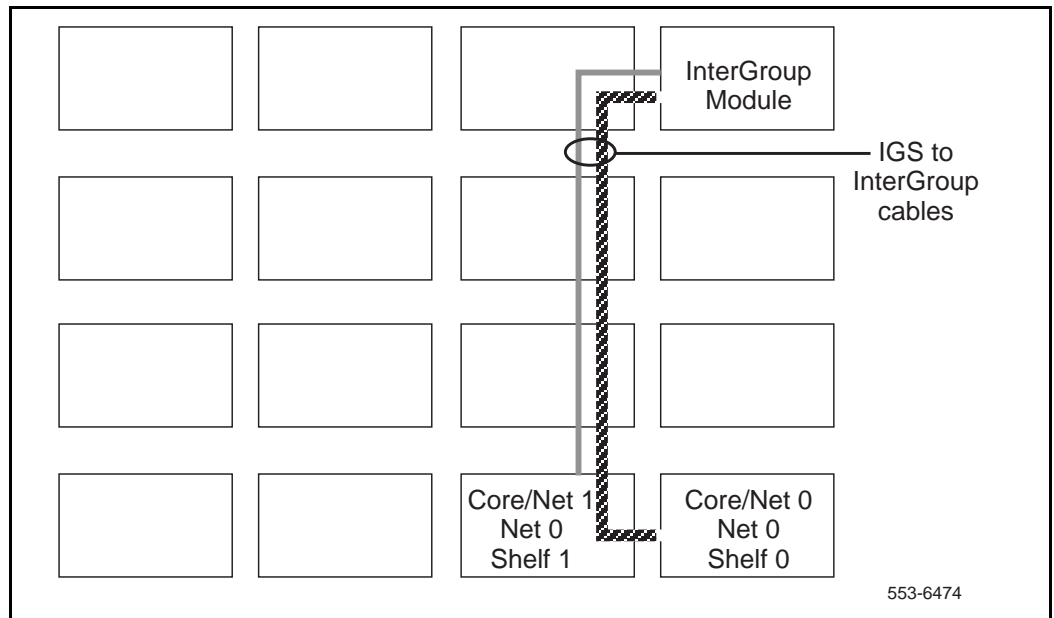 InterGroup
Module
IGS to
InterGroup
cables
Core/Net 1
Net 0
Shelf 1
Core/Net 0
Net 0
Shelf 0
553-6474